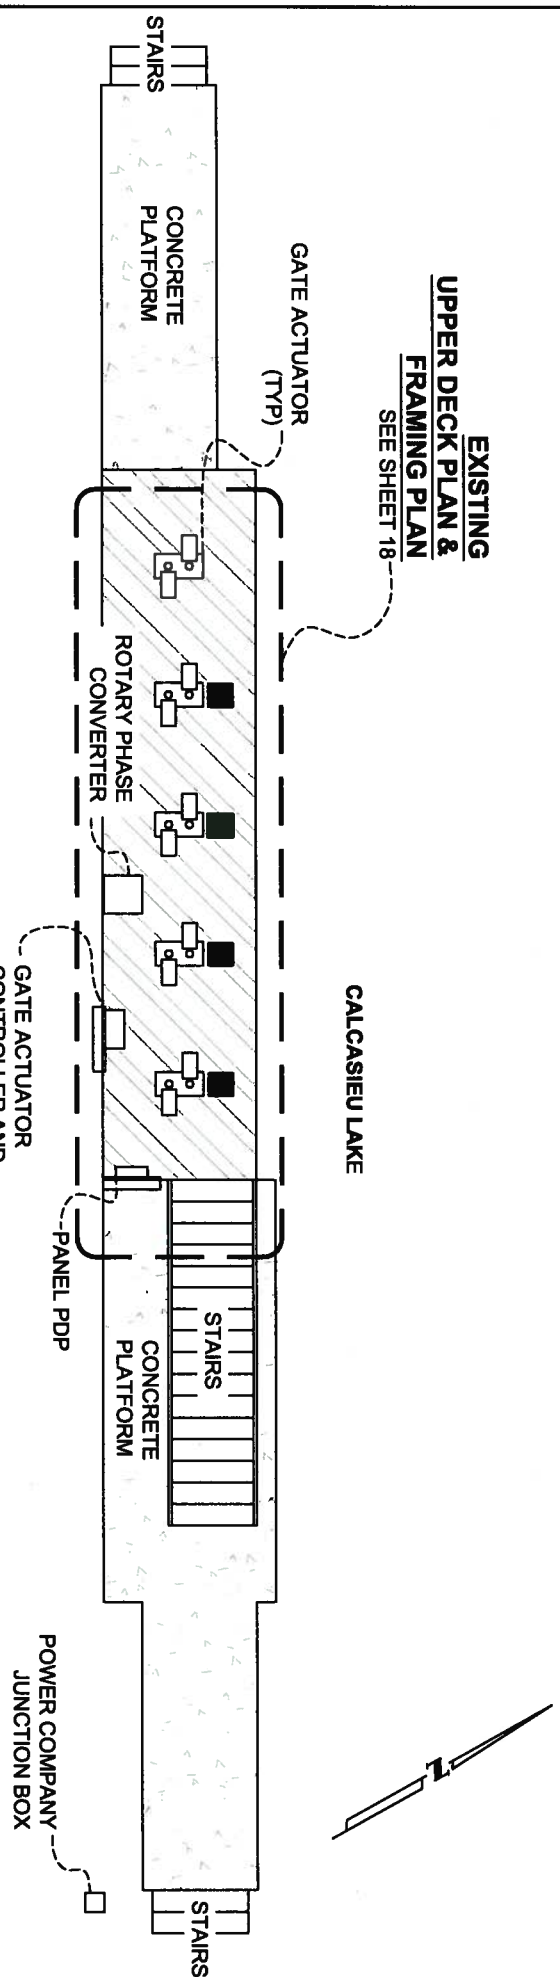 EXISTING
UPPER DECK PLAN &
FRAMING PLAN
SEE SHEET 18
N
CALCASIEU LAKE
GATE ACTUATOR
(TYP)
STAIRS
CONCRETE
PLATFORM
ROTARY PHASE
CONVERTER
STAIRS
CONCRETE
PLATFORM
STAIRS
PANEL PDP
GATE ACTUATOR
CONTROLLER AND
POWER COMPANY
JUNCTION BOX